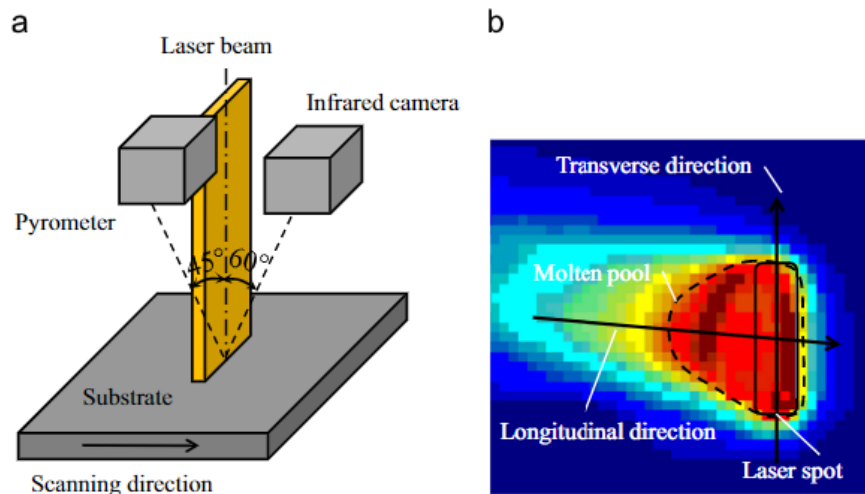 a
Laser beam
Infrared camera
Pyrometer
45° 60°
Substrate
Scanning direction
b
Transverse direction
Molten pool
Longitudinal direction
Laser spot